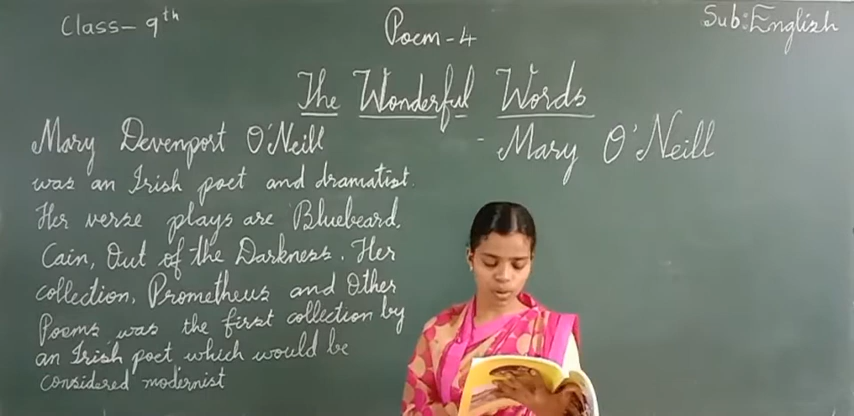 Class- 9th
Poem-4
Sub: English
The Wonderful Words
- Mary O'Neill
Mary Devenport O'Neill
was an Irish poet and dramatist.
Her verse plays are Bluebeard,
Cain, Out of the Darkness. Her
collection, Prometheus and Other
Poems was the first collection by
an Irish poet which would be
considered modernist